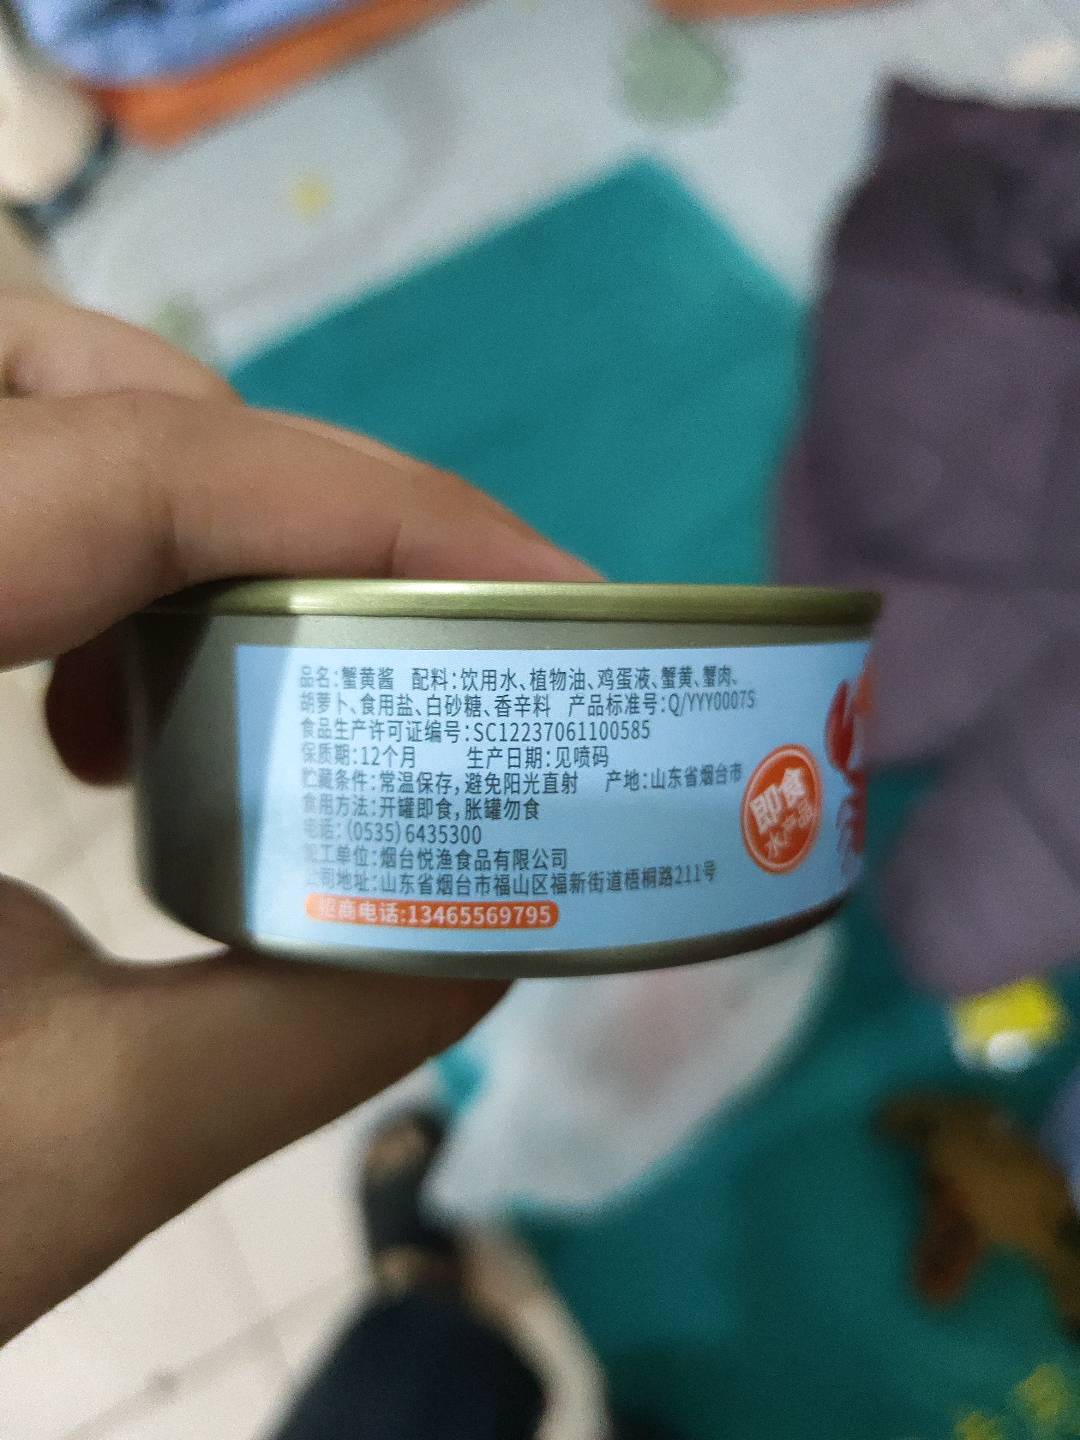 品名:蟹黄酱 配料:饮用水、植物油、鸡蛋液、蟹黄、蟹肉、
胡萝卜、食用盐、白砂糖、香辛料 产品标准号:Q/YYY0007S
食品生产许可证编号:SC12237061100585
保质期:12个月 生产日期:见喷码
贮藏条件:常温保存,避免阳光直射 产地:山东省烟台市
食用方法:开罐即食,胀罐勿食
电话:(0535)6435300
加工单位:烟台悦渔食品有限公司
公司地址:山东省烟台市福山区福新街道梧桐路211号
招商电话:13465569795
即食
水产品